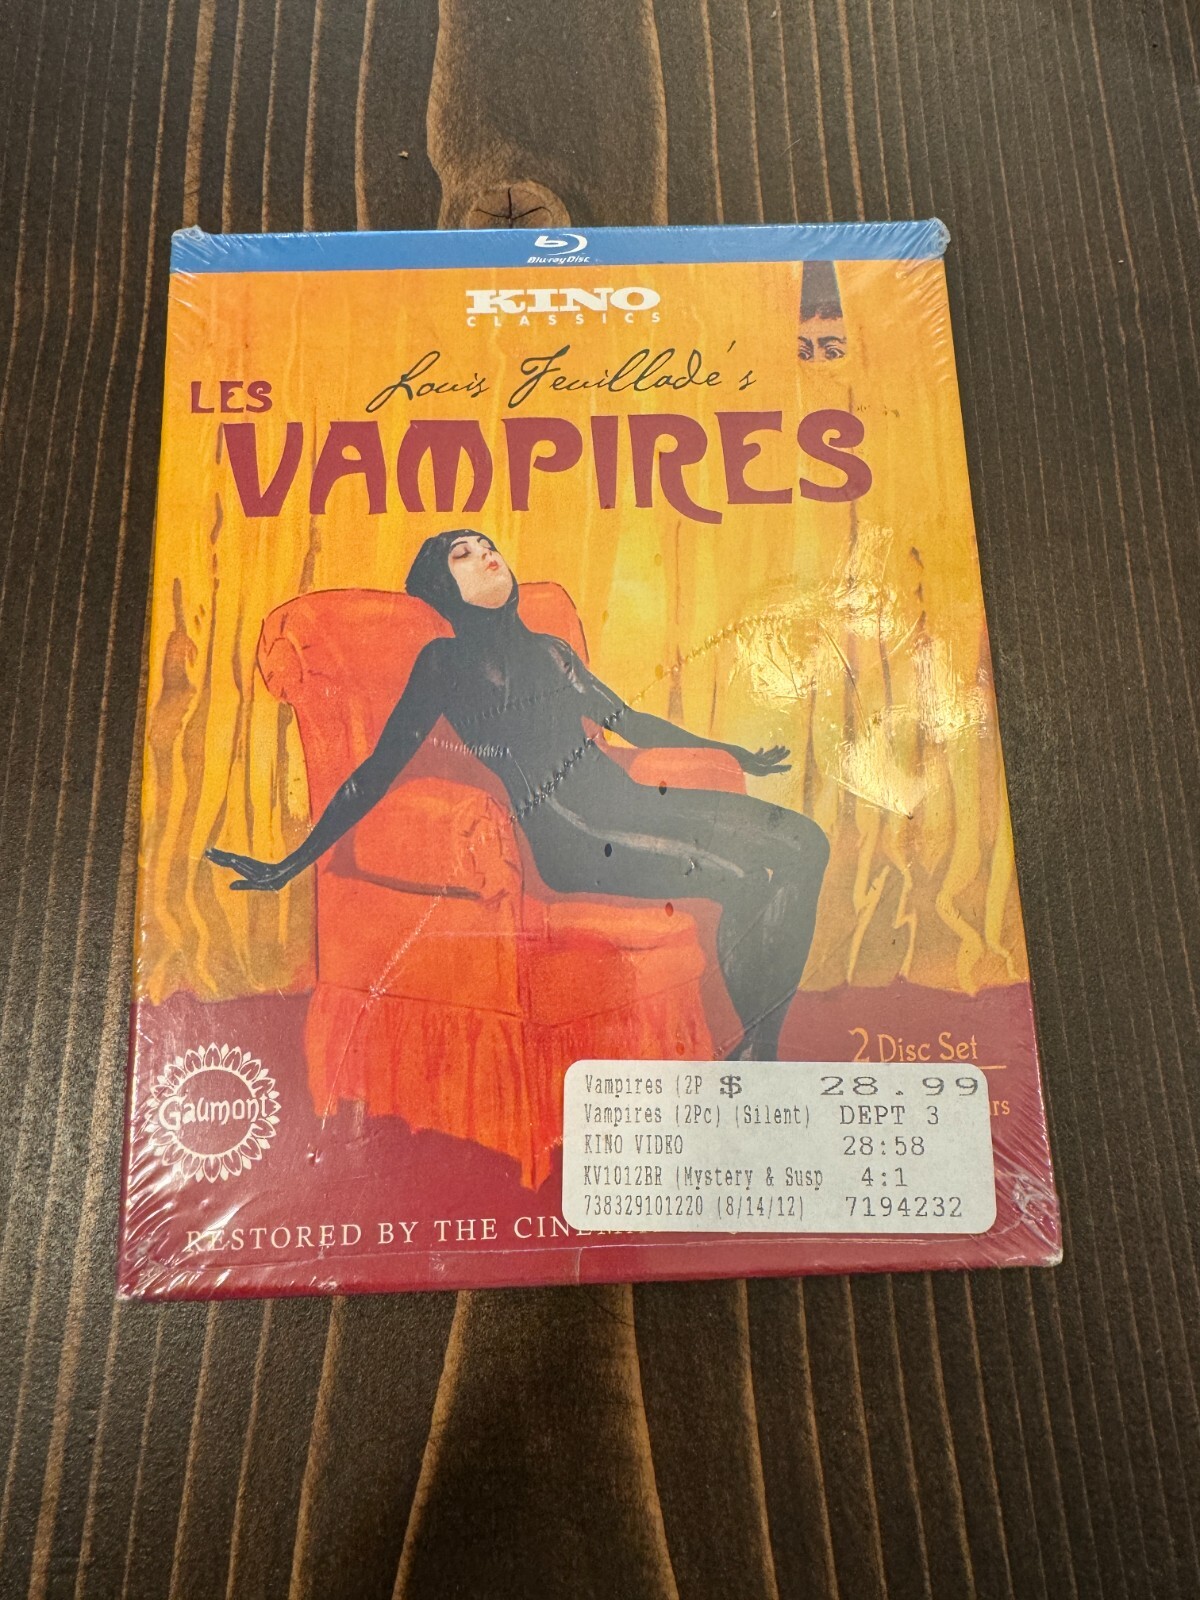 Blu-ray Disc
KINO
CLASSICS
Louis Feuillade's
LES
VAMPIRES
2 Disc Set
Gaumont
Vampires (2P $ 28.99
Vampires (2Pc) (Silent) DEPT 3
KINO VIDEO 28:58
KV1012BR (Mystery & Susp 4:1
738329101220 (8/14/12) 7194232
RESTORED BY THE